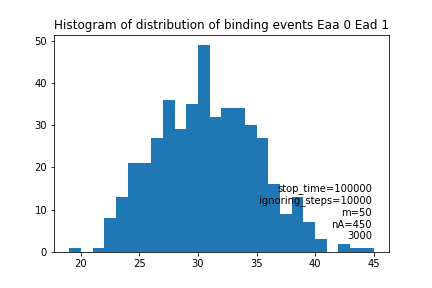 Histogram of distribution of binding events Eaa 0 Ead 1
50
40
30
20
10
0
stop_time=100000
ignoring_steps=10000
m=50
nA=450
3000
20 25 30 35 40 45